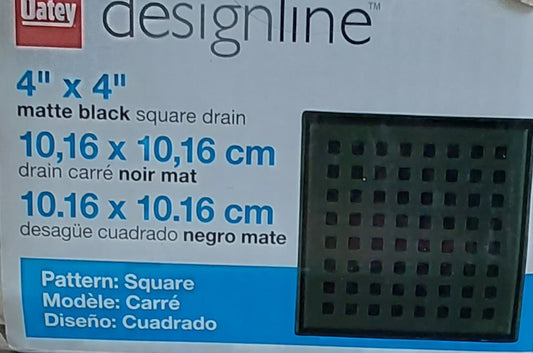 Oatey
designline™
4" x 4"
matte black square drain
10,16 x 10,16 cm
drain carré noir mat
10.16 x 10.16 cm
desagüe cuadrado negro mate
Pattern: Square
Modèle: Carré
Diseño: Cuadrado